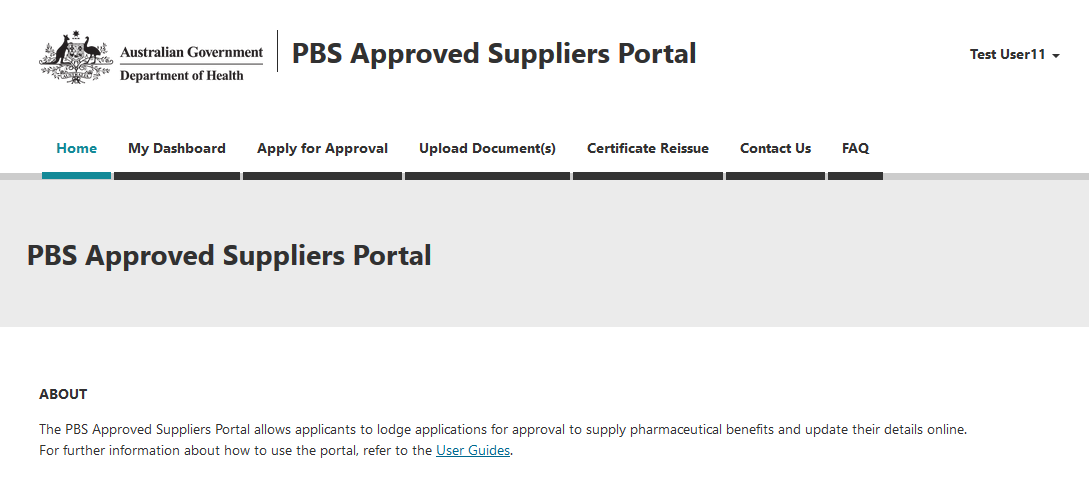 Australian Government
Department of Health
PBS Approved Suppliers Portal
Test User11
Home
My Dashboard
Apply for Approval
Upload Document(s)
Certificate Reissue
Contact Us
FAQ
PBS Approved Suppliers Portal
ABOUT
The PBS Approved Suppliers Portal allows applicants to lodge applications for approval to supply pharmaceutical benefits and update their details online.
For further information about how to use the portal, refer to the User Guides.